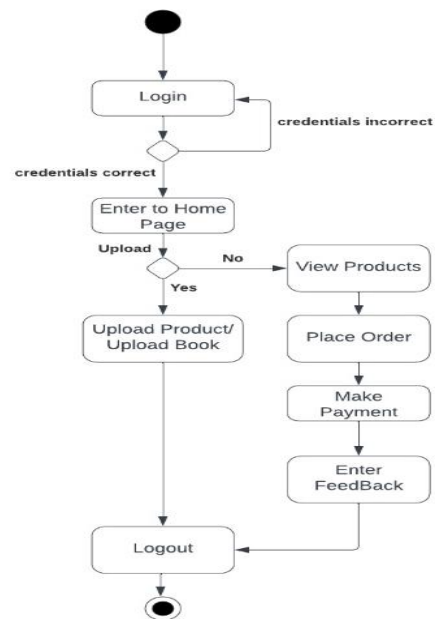 Login
credentials incorrect
credentials correct
Enter to Home
Page
Upload
No
Yes
View Products
Upload Product/
Upload Book
Place Order
Make
Payment
Enter
FeedBack
Logout